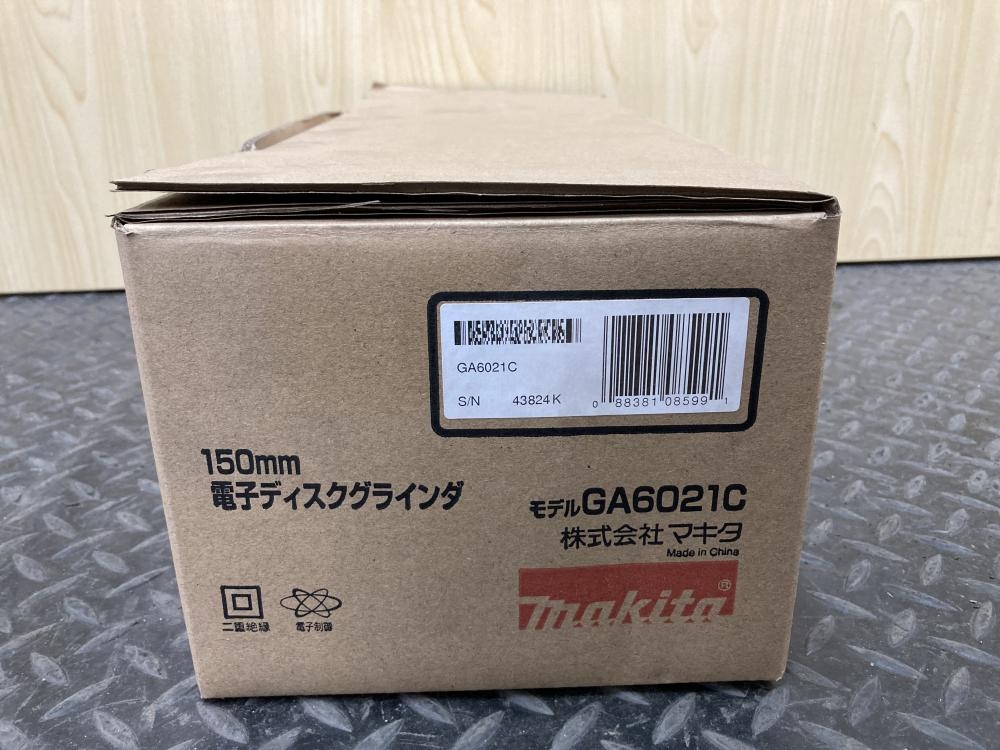 GA6021C
S/N 43824K
0 88381 08599 1
150mm
電子ディスクグラインダ
モデルGA6021C
株式会社マキタ
Made in China
makita®
二重絶縁
電子制御